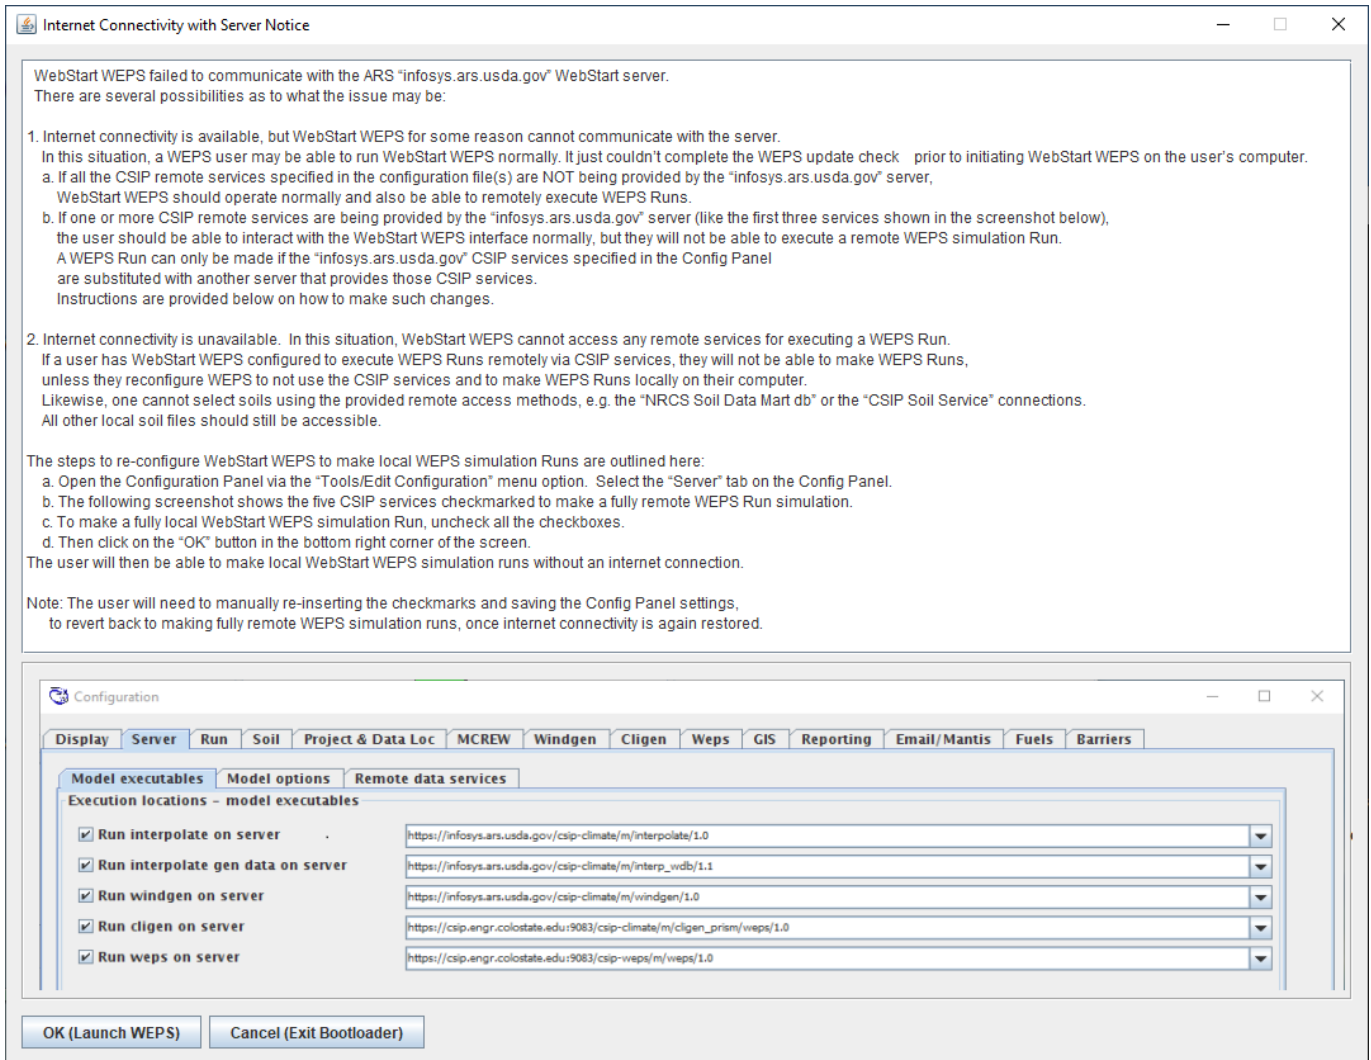 Internet Connectivity with Server Notice
WebStart WEPS failed to communicate with the ARS “infosys.ars.usda.gov” WebStart server.
There are several possibilities as to what the issue may be:
1. Internet connectivity is available, but WebStart WEPS for some reason cannot communicate with the server.
In this situation, a WEPS user may be able to run WebStart WEPS normally. It just couldn’t complete the WEPS update check prior to initiating WebStart WEPS on the user’s computer.
a. If all the CSIP remote services specified in the configuration file(s) are NOT being provided by the “infosys.ars.usda.gov” server,
WebStart WEPS should operate normally and also be able to remotely execute WEPS Runs.
b. If one or more CSIP remote services are being provided by the “infosys.ars.usda.gov” server (like the first three services shown in the screenshot below),
the user should be able to interact with the WebStart WEPS interface normally, but they will not be able to execute a remote WEPS simulation Run.
A WEPS Run can only be made if the “infosys.ars.usda.gov” CSIP services specified in the Config Panel
are substituted with another server that provides those CSIP services.
Instructions are provided below on how to make such changes.
2. Internet connectivity is unavailable. In this situation, WebStart WEPS cannot access any remote services for executing a WEPS Run.
If a user has WebStart WEPS configured to execute WEPS Runs remotely via CSIP services, they will not be able to make WEPS Runs,
unless they reconfigure WEPS to not use the CSIP services and to make WEPS Runs locally on their computer.
Likewise, one cannot select soils using the provided remote access methods, e.g. the “NRCS Soil Data Mart db” or the “CSIP Soil Service” connections.
All other local soil files should still be accessible.
The steps to re-configure WebStart WEPS to make local WEPS simulation Runs are outlined here:
a. Open the Configuration Panel via the “Tools/Edit Configuration” menu option. Select the “Server” tab on the Config Panel.
b. The following screenshot shows the five CSIP services checkmarked to make a fully remote WEPS Run simulation.
c. To make a fully local WebStart WEPS simulation Run, uncheck all the checkboxes.
d. Then click on the “OK” button in the bottom right corner of the screen.
The user will then be able to make local WebStart WEPS simulation runs without an internet connection.
Note: The user will need to manually re-inserting the checkmarks and saving the Config Panel settings,
to revert back to making fully remote WEPS simulation runs, once internet connectivity is again restored.
Configuration
Display Server Run Soil Project & Data Loc MCREW Windgen Cligen Weps GIS Reporting Email/Mantis Fuels Barriers
Model executables Model options Remote data services
Execution locations - model executables
Run interpolate on server . https://infosys.ars.usda.gov/csip-climate/m/interpolate/1.0
Run interpolate gen data on server https://infosys.ars.usda.gov/csip-climate/m/interp_wdb/1.1
Run windgen on server https://infosys.ars.usda.gov/csip-climate/m/windgen/1.0
Run cligen on server https://csip.engr.colostate.edu:9083/csip-climate/m/cligen_prism/weps/1.0
Run weps on server https://csip.engr.colostate.edu:9083/csip-weps/m/weps/1.0
OK (Launch WEPS) Cancel (Exit Bootloader)